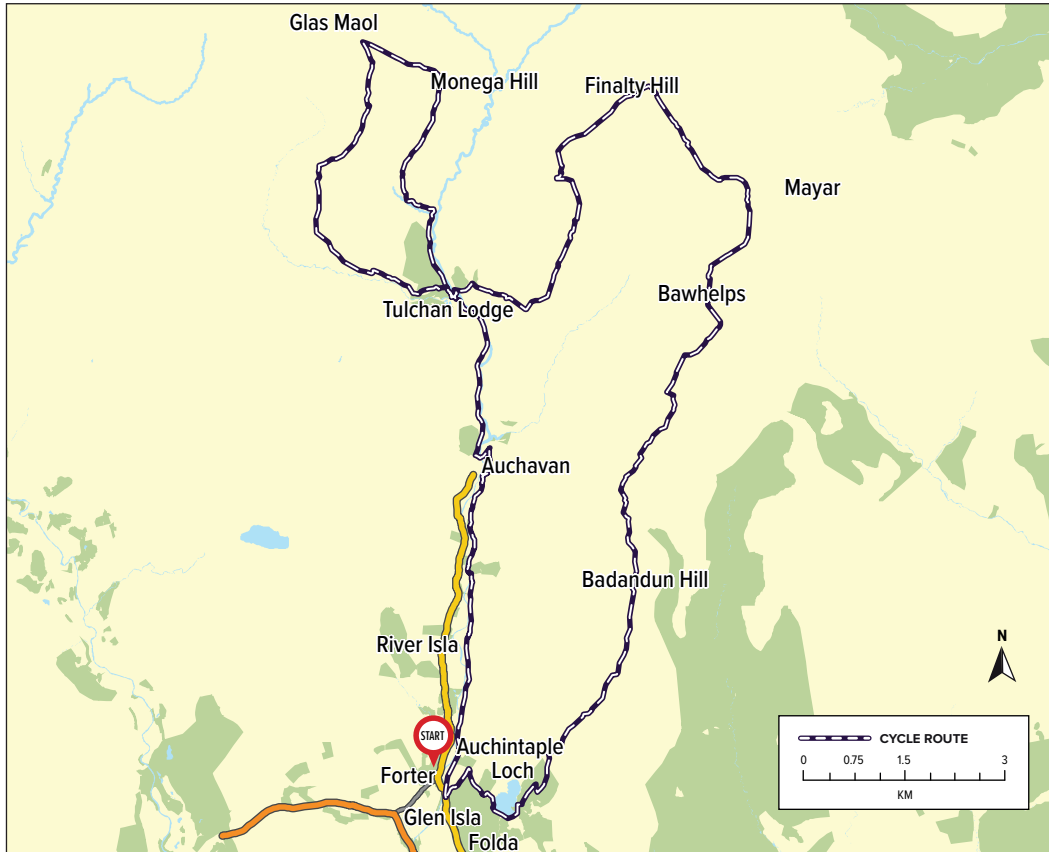 Glas Maol
Monega Hill
Finalty Hill
Mayar
Bawhelps
Tulchan Lodge
Auchavan
Badandun Hill
River Isla
N
START
Auchintaple
Loch
Forter
Glen Isla
Folda
CYCLE ROUTE
0 0.75 1.5 3
KM